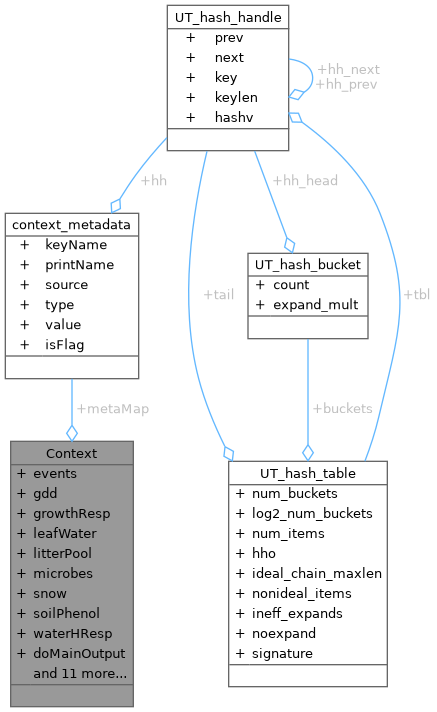 UT_hash_handle
+ prev
+ next
+ key
+ keylen
+ hashv
+hh_next
+hh_prev
+hh
+hh_head
context_metadata
+ keyName
+ printName
+ source
+ type
+ value
+ isFlag
UT_hash_bucket
+ count
+ expand_mult
+tail
+tbl
+metaMap
+buckets
Context
+ events
+ gdd
+ growthResp
+ leafWater
+ litterPool
+ microbes
+ snow
+ soilPhenol
+ waterHResp
+ doMainOutput
and 11 more...
UT_hash_table
+ num_buckets
+ log2_num_buckets
+ num_items
+ hho
+ ideal_chain_maxlen
+ nonideal_items
+ ineff_expands
+ noexpand
+ signature